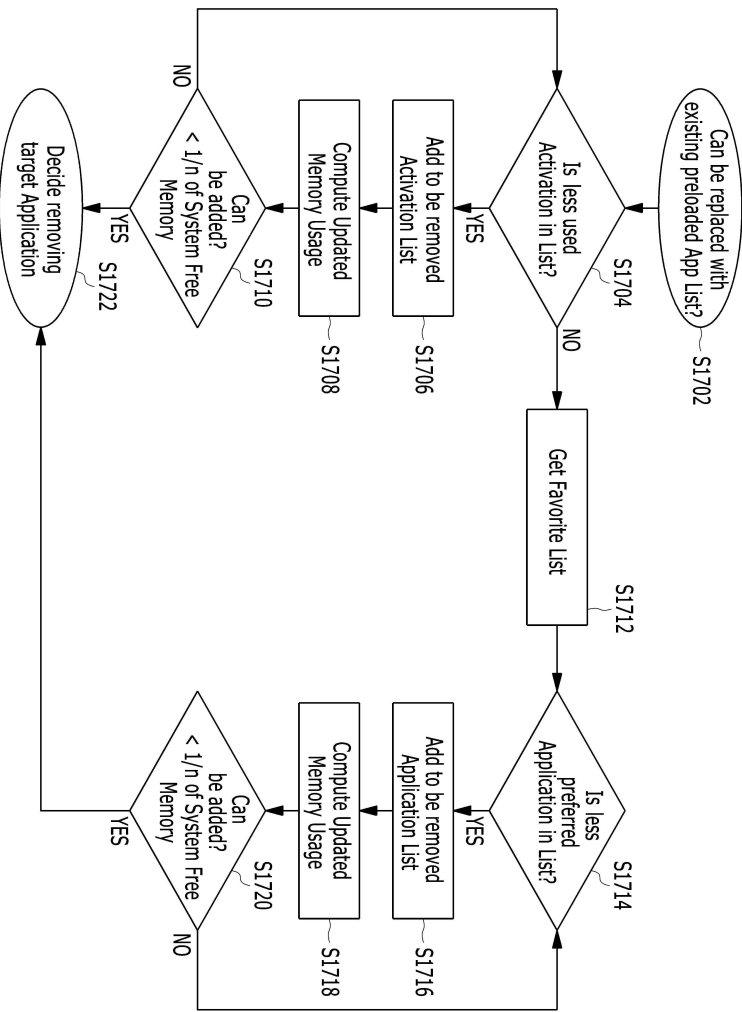 Can be replaced with
existing preloaded App List?
S1702
Is less used
Activation in List?
S1704
YES
NO
Add to be removed
Activation List
S1706
Compute Updated
Memory Usage
S1708
Can
be added?
< 1/n of System Free
Memory
S1710
NO
YES
Decide removing
target Application
S1722
Get Favorite List
S1712
Is less
preferred
Application in List?
S1714
YES
Add to be removed
Application List
S1716
Compute Updated
Memory Usage
S1718
Can
be added?
< 1/n of System Free
Memory
S1720
YES
NO